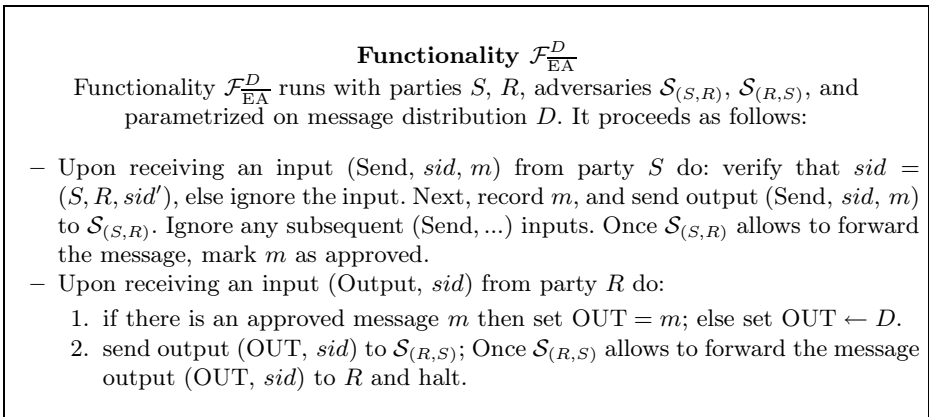 Functionality $\mathcal{F}^{D}_{\overline{\mathrm{EA}}}$
Functionality $\mathcal{F}^{D}_{\overline{\mathrm{EA}}}$ runs with parties $S$, $R$, adversaries $\mathcal{S}_{(S,R)}$, $\mathcal{S}_{(R,S)}$, and
parametrized on message distribution $D$. It proceeds as follows:
– Upon receiving an input (Send, sid, m) from party $S$ do: verify that sid =
$(S, R, sid')$, else ignore the input. Next, record $m$, and send output (Send, sid, m)
to $\mathcal{S}_{(S,R)}$. Ignore any subsequent (Send,...) inputs. Once $\mathcal{S}_{(S,R)}$ allows to forward
the message, mark $m$ as approved.
– Upon receiving an input (Output, sid) from party $R$ do:
1. if there is an approved message $m$ then set OUT = $m$; else set OUT ← $D$.
2. send output (OUT, sid) to $\mathcal{S}_{(R,S)}$; Once $\mathcal{S}_{(R,S)}$ allows to forward the message
output (OUT, sid) to $R$ and halt.